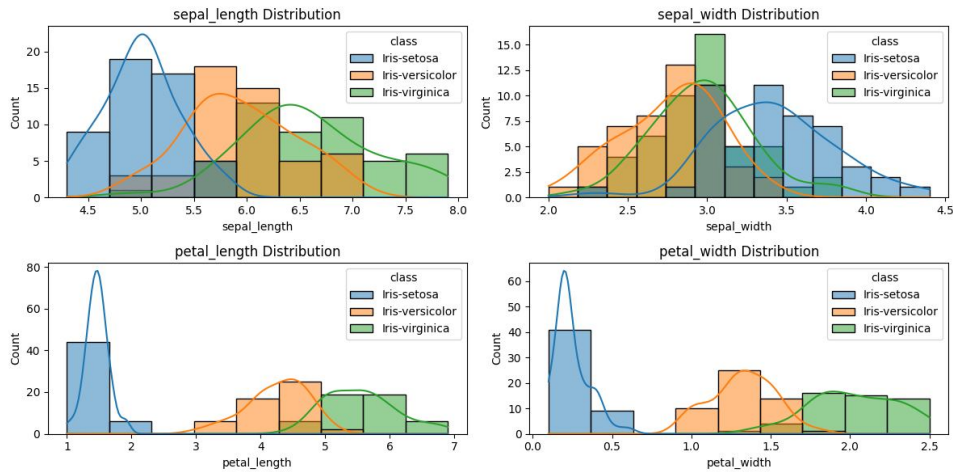 sepal_length Distribution
20
15
10
5
0
Count
class
Iris-setosa
Iris-versicolor
Iris-virginica
4.5 5.0 5.5 6.0 6.5 7.0 7.5 8.0
sepal_length
sepal_width Distribution
15.0
12.5
10.0
7.5
5.0
2.5
0.0
Count
class
Iris-setosa
Iris-versicolor
Iris-virginica
2.0 2.5 3.0 3.5 4.0 4.5
sepal_width
petal_length Distribution
80
60
40
20
0
Count
class
Iris-setosa
Iris-versicolor
Iris-virginica
1 2 3 4 5 6 7
petal_length
petal_width Distribution
60
50
40
30
20
10
0
Count
class
Iris-setosa
Iris-versicolor
Iris-virginica
0.0 0.5 1.0 1.5 2.0 2.5
petal_width